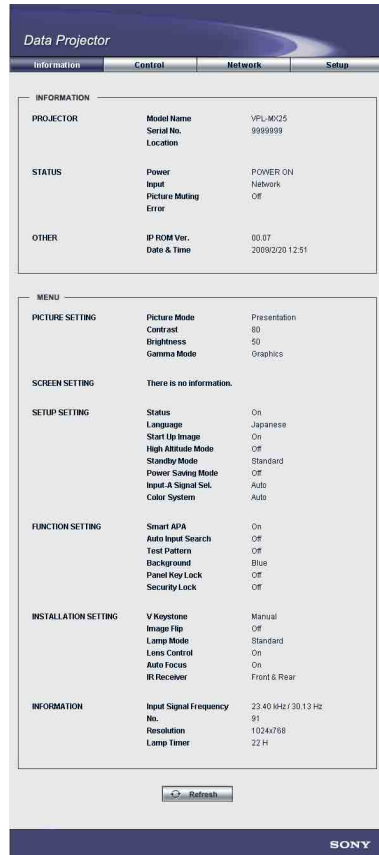 Data Projector
Information Control Network Setup
INFORMATION
PROJECTOR Model Name VPL-MX25
Serial No. 9999999
Location
STATUS Power POWER ON
Input Network
Picture Muting Off
Error
OTHER IP ROM Ver. 00.07
Date & Time 2009/2/20 12:51
MENU
PICTURE SETTING Picture Mode Presentation
Contrast 80
Brightness 50
Gamma Mode Graphics
SCREEN SETTING There is no information.
SETUP SETTING Status On
Language Japanese
Start Up Image On
High Altitude Mode Off
Standby Mode Standard
Power Saving Mode Off
Input-A Signal Sel. Auto
Color System Auto
FUNCTION SETTING Smart APA On
Auto Input Search Off
Test Pattern Off
Background Blue
Panel Key Lock Off
Security Lock Off
INSTALLATION SETTING V Keystone Manual
Image Flip Off
Lamp Mode Standard
Lens Control On
Auto Focus On
IR Receiver Front & Rear
INFORMATION Input Signal Frequency 23.40 kHz / 30.13 Hz
No. 91
Resolution 1024x768
Lamp Timer 22 H
Refresh
SONY